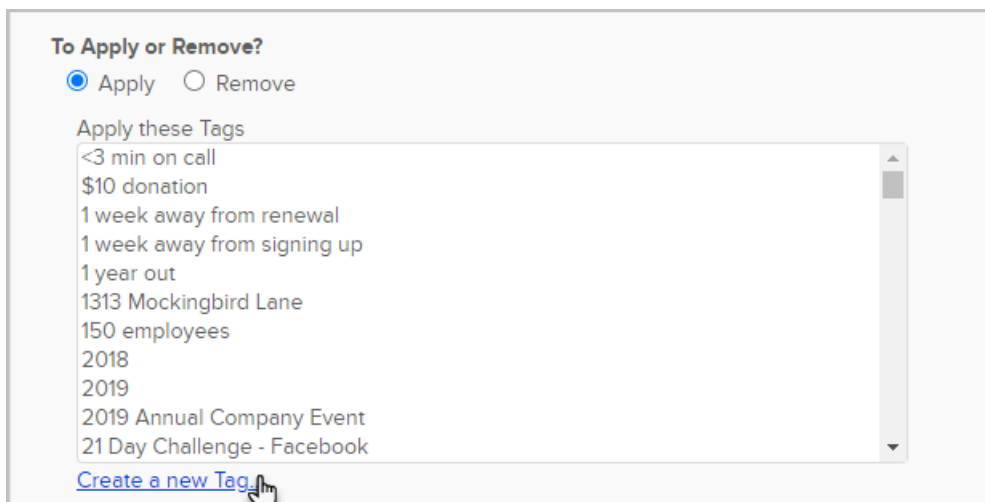 To Apply or Remove?
Apply Remove
Apply these Tags
<3 min on call
$10 donation
1 week away from renewal
1 week away from signing up
1 year out
1313 Mockingbird Lane
150 employees
2018
2019
2019 Annual Company Event
21 Day Challenge - Facebook
Create a new Tag.